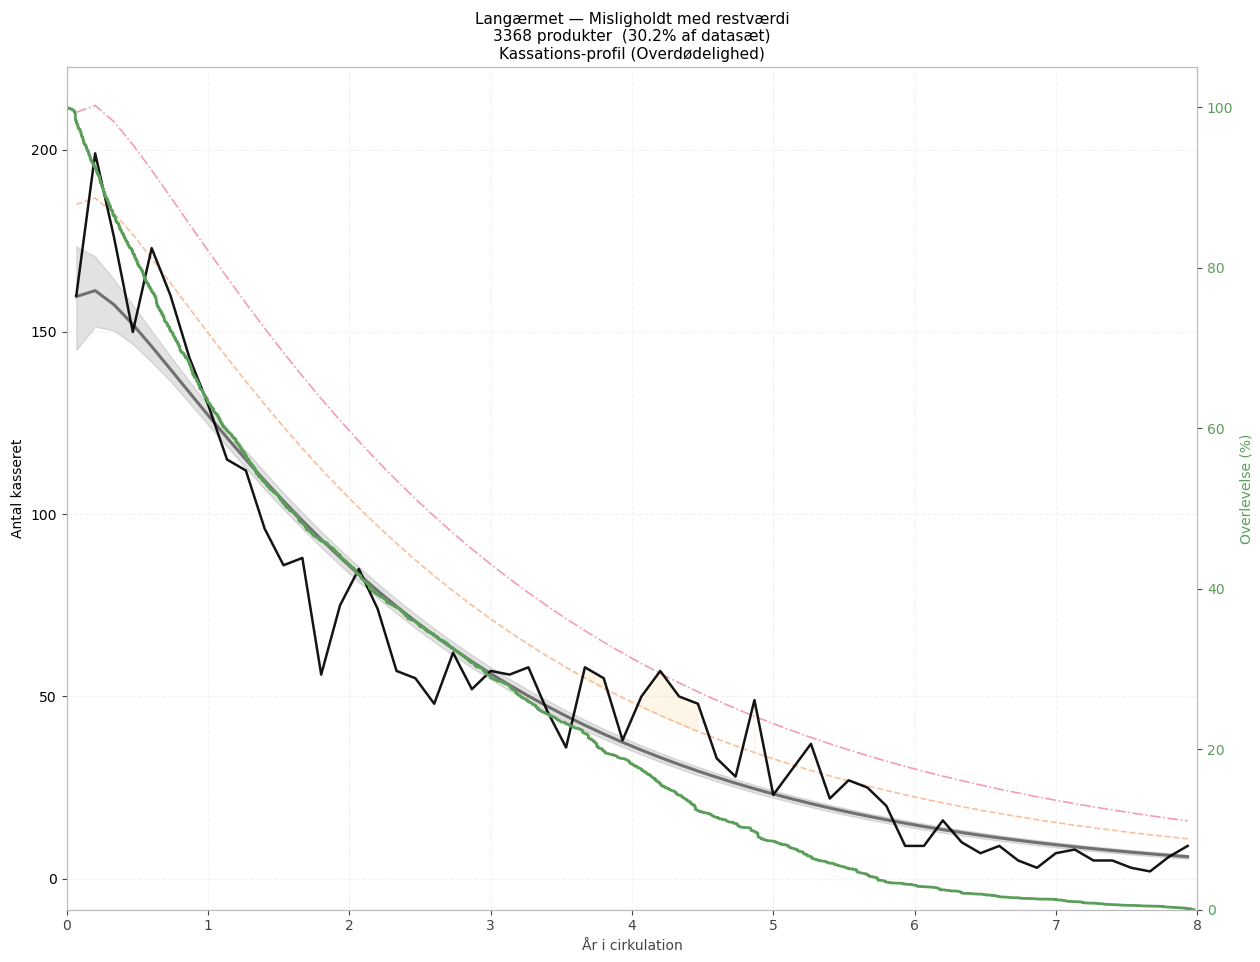 Langærmet — Misligholdt med restværdi
3368 produkter (30.2% af datasæt)
Kassations-profil (Overdødelighed)
Antal kasseret
200
150
100
50
0
100
80
60
40
20
0
Overlevelse (%)
0 1 2 3 4 5 6 7 8
År i cirkulation